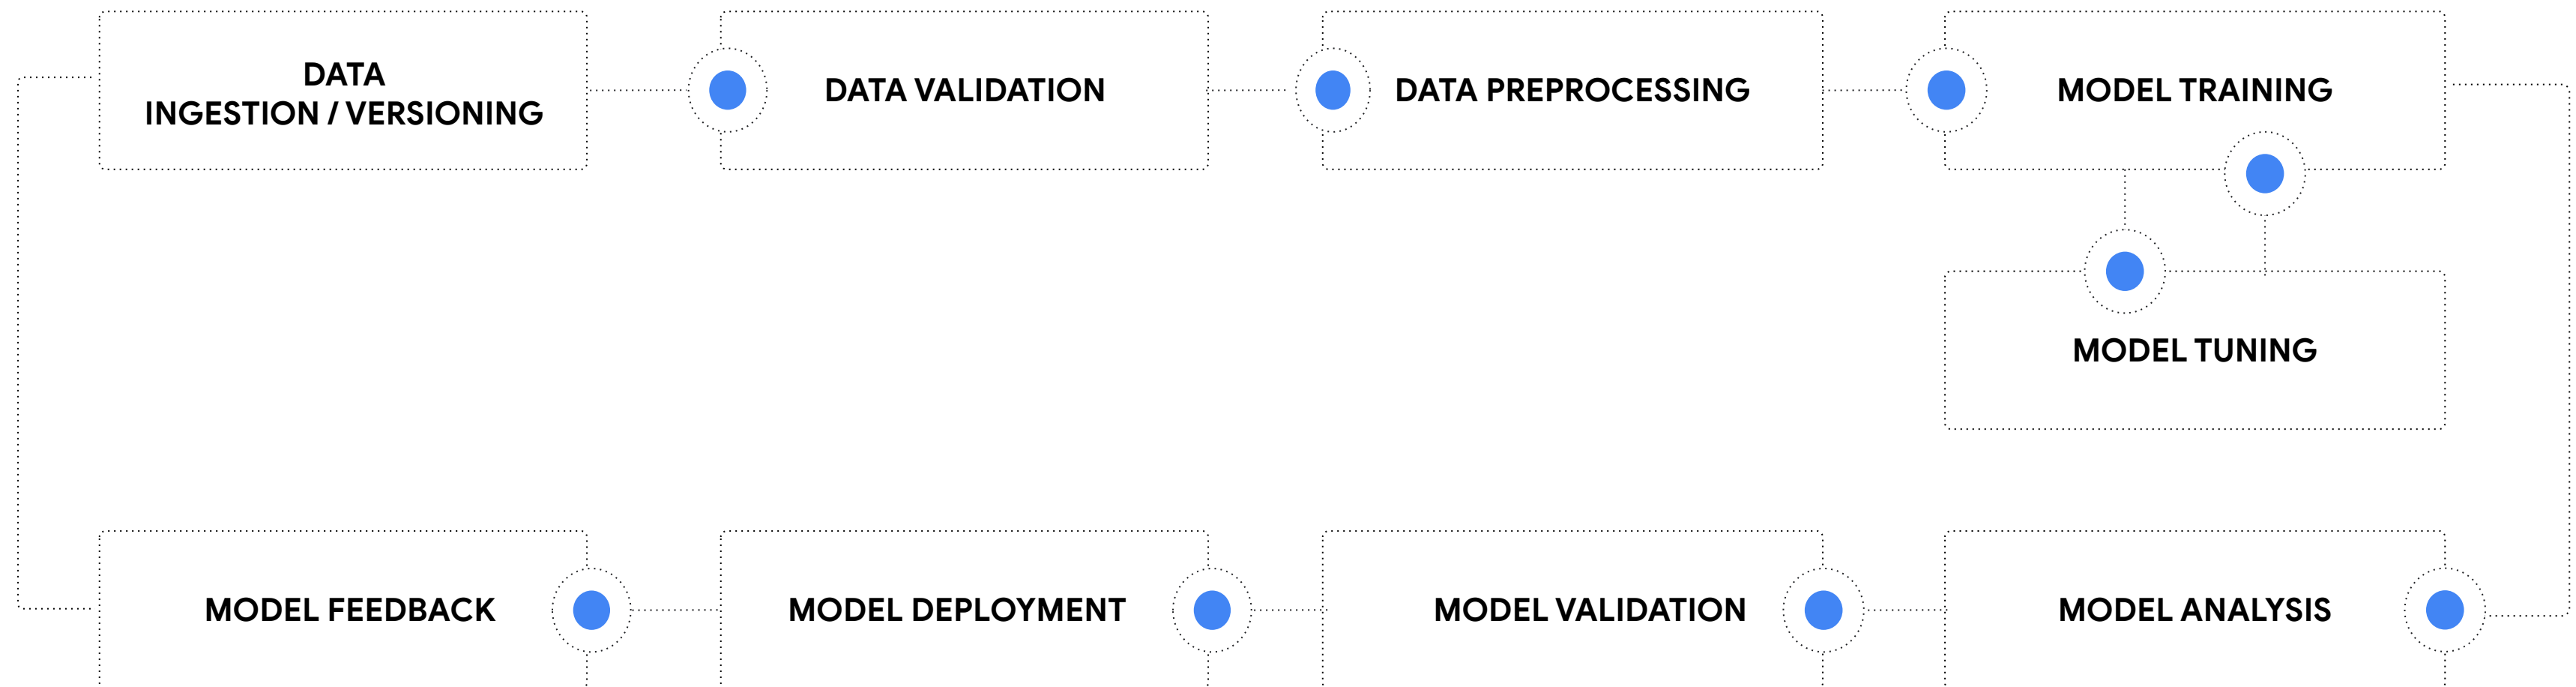 DATA
INGESTION / VERSIONING
DATA VALIDATION
DATA PREPROCESSING
MODEL TRAINING
MODEL TUNING
MODEL FEEDBACK
MODEL DEPLOYMENT
MODEL VALIDATION
MODEL ANALYSIS